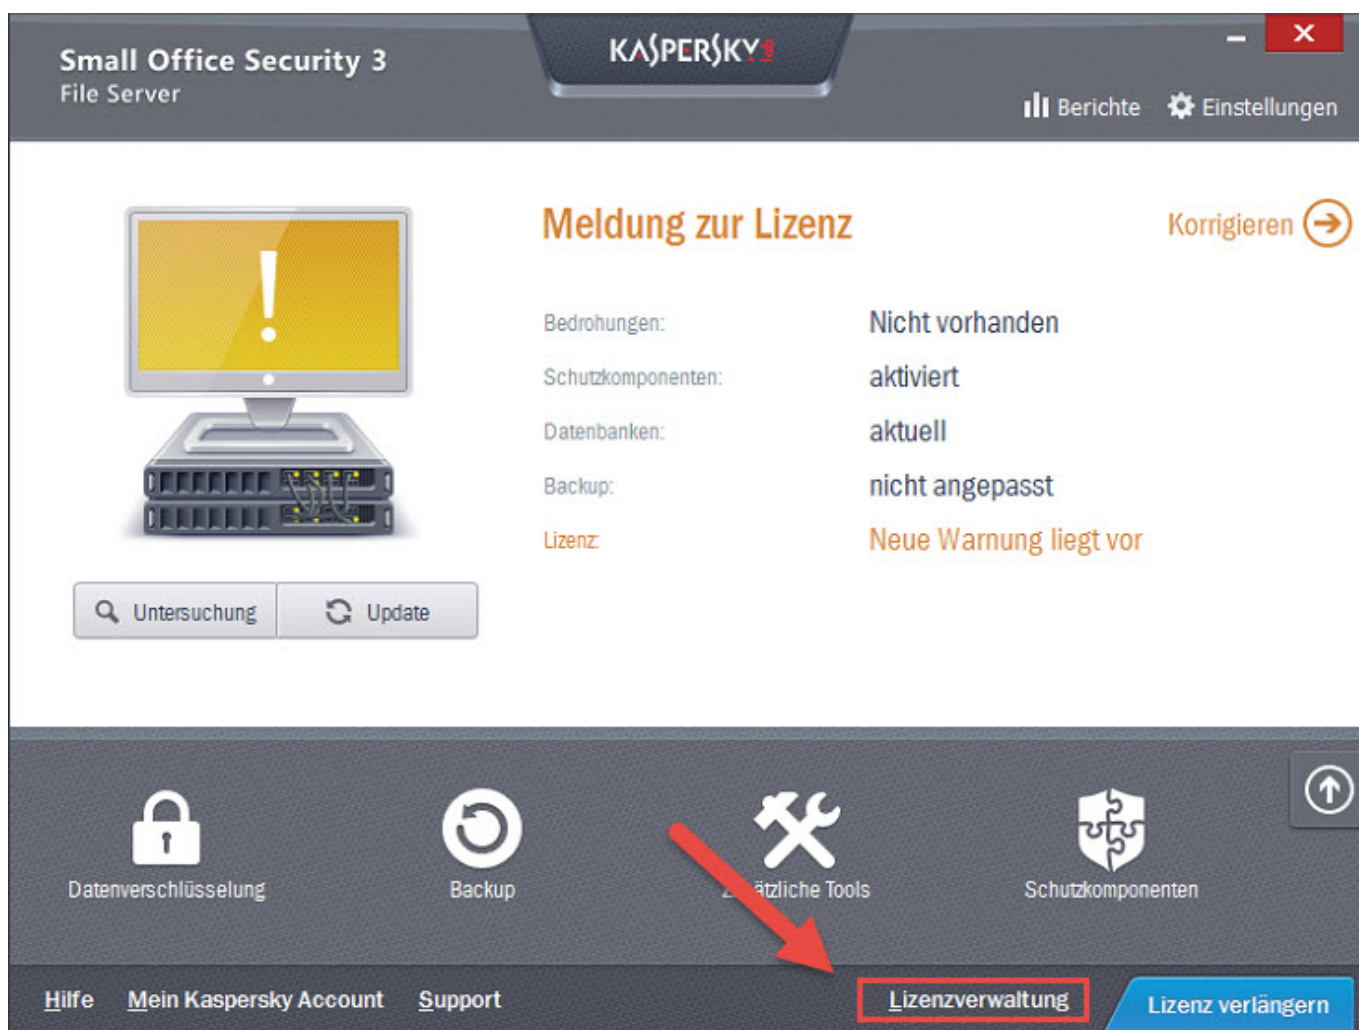 Small Office Security 3
File Server
KASPERSKY lab
Berichte
Einstellungen
Meldung zur Lizenz
Korrigieren
Bedrohungen: Nicht vorhanden
Schutzkomponenten: aktiviert
Datenbanken: aktuell
Backup: nicht angepasst
Lizenz: Neue Warnung liegt vor
Untersuchung
Update
Datenverschlüsselung
Backup
Tools
Schutzkomponenten
Hilfe
Mein Kaspersky Account
Support
Lizenzverwaltung
Lizenz verlängern